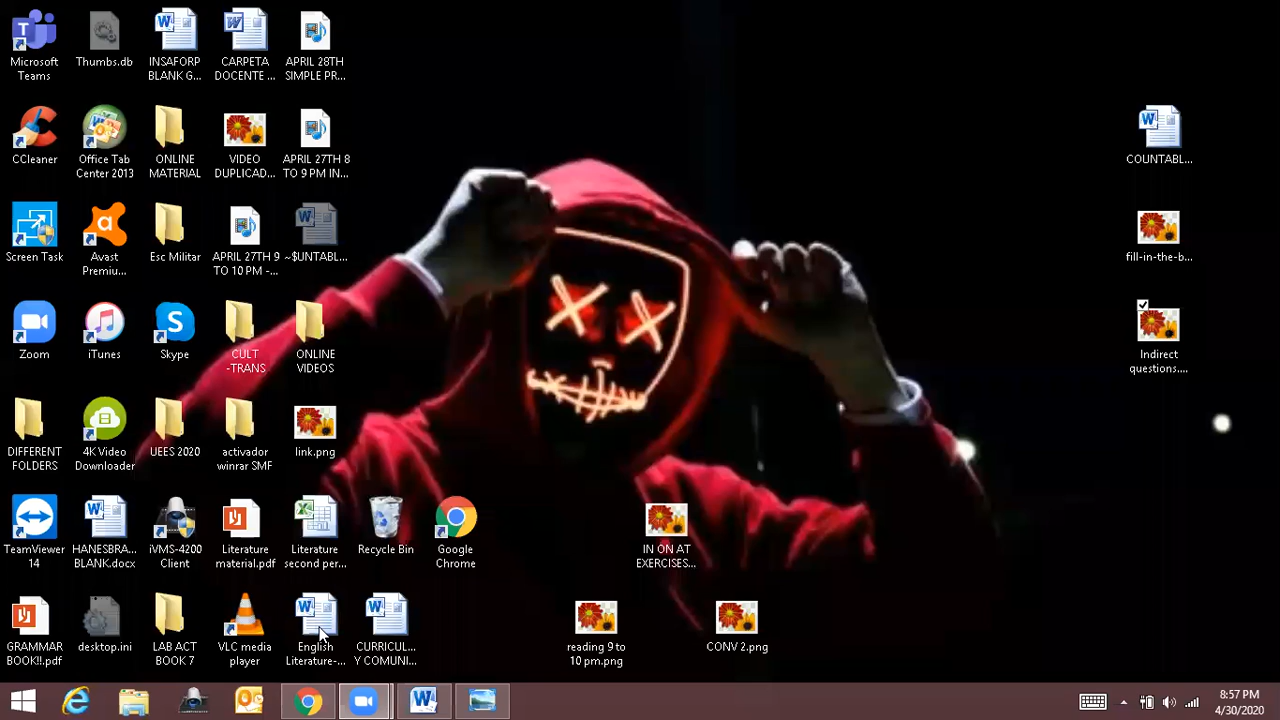 Microsoft
Teams
Thumbs.db
INSAFORP
BLANK G...
CARPETA
DOCENTE ...
APRIL 28TH
SIMPLE PR...
CCleaner
Office Tab
Center 2013
ONLINE
MATERIAL
VIDEO
DUPLICAD...
APRIL 27TH 8
TO 9 PM IN...
COUNTABL...
Screen Task
Avast
Premiu...
Esc Militar
APRIL 27TH 9
TO 10 PM -...
~$UNTABL...
fill-in-the-b...
Zoom
iTunes
Skype
CULT
-TRANS
ONLINE
VIDEOS
Indirect
questions....
DIFFERENT
FOLDERS
4K Video
Downloader
UEES 2020
activador
winrar SMF
link.png
TeamViewer
14
HANESBRA...
BLANK.docx
iVMS-4200
Client
Literature
material.pdf
Literature
second per...
Recycle Bin
Google
Chrome
IN ON AT
EXERCISES...
GRAMMAR
BOOK!!.pdf
desktop.ini
LAB ACT
BOOK 7
VLC media
player
English
Literature-...
CURRICUL...
Y COMUNI...
reading 9 to
10 pm.png
CONV 2.png
8:57 PM
4/30/2020